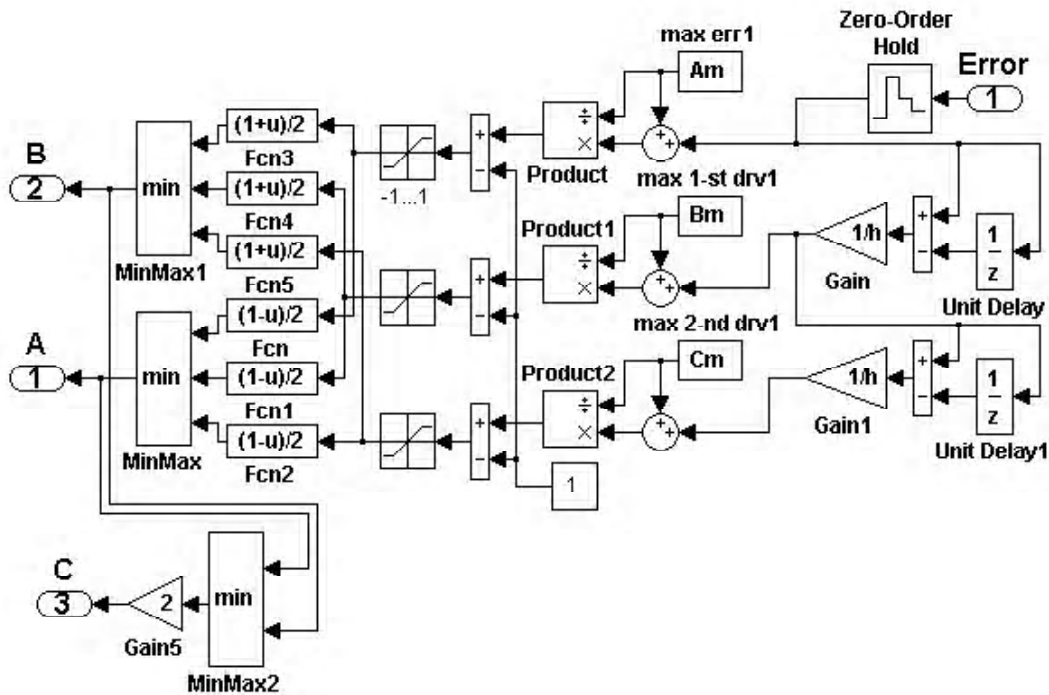 Zero-Order
Hold
Error
1
max err1
Am
÷
×
Product
+
+
+
−
-1...1
(1+u)/2
Fcn3
(1+u)/2
Fcn4
(1+u)/2
Fcn5
min
MinMax1
B
2
max 1-st drv1
Bm
Product1
÷
×
+
+
+
−
1/h
Gain
+
−
1
z
Unit Delay
(1-u)/2
Fcn
(1-u)/2
Fcn1
(1-u)/2
Fcn2
min
MinMax
A
1
max 2-nd drv1
Cm
Product2
÷
×
+
+
+
−
1/h
Gain1
+
−
1
z
Unit Delay1
1
C
3
2
Gain5
min
MinMax2